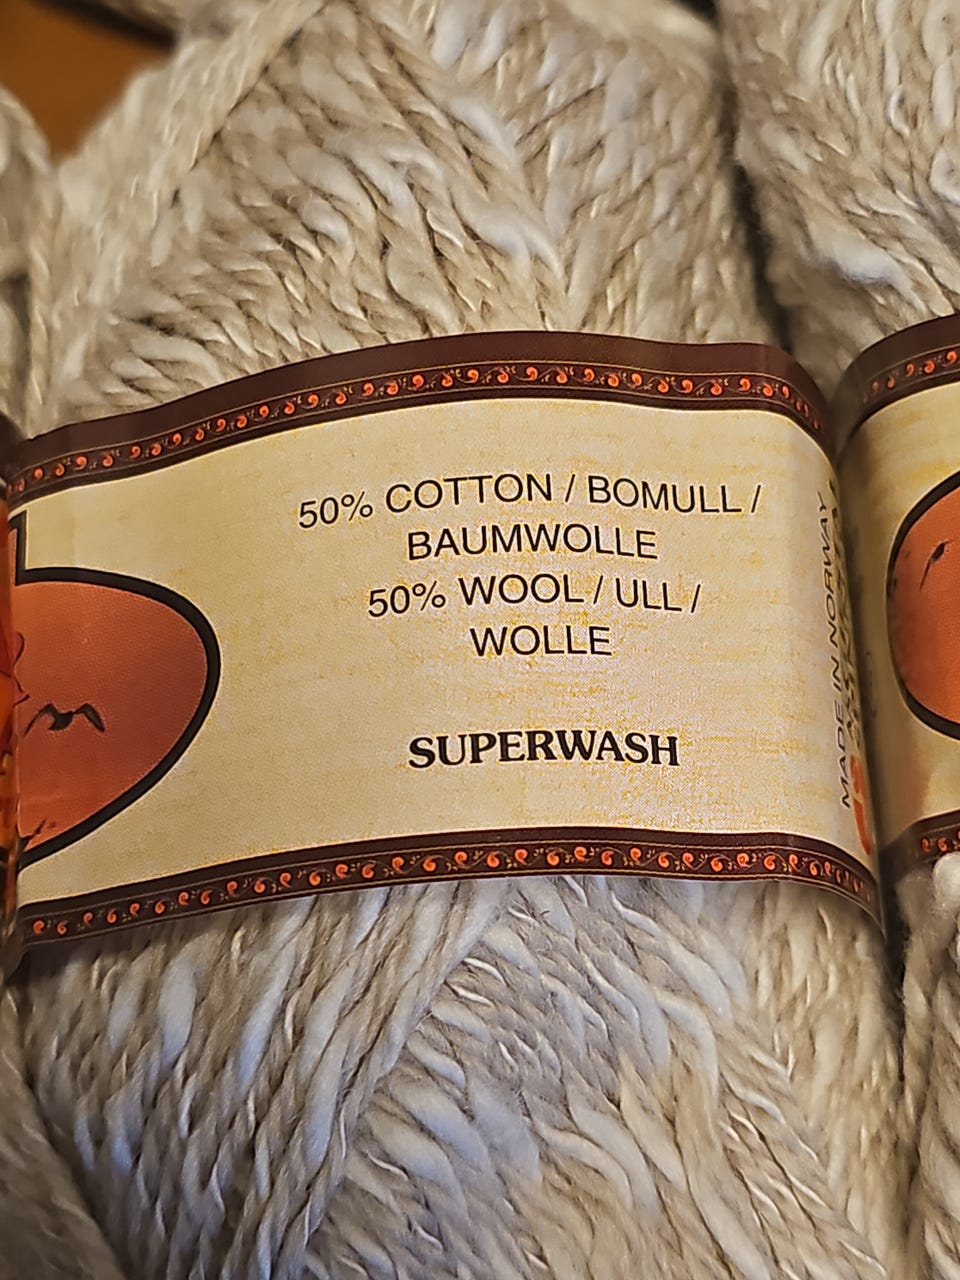 50% COTTON / BOMULL /
BAUMWOLLE
50% WOOL / ULL /
WOLLE
SUPERWASH
MADE IN NORWAY